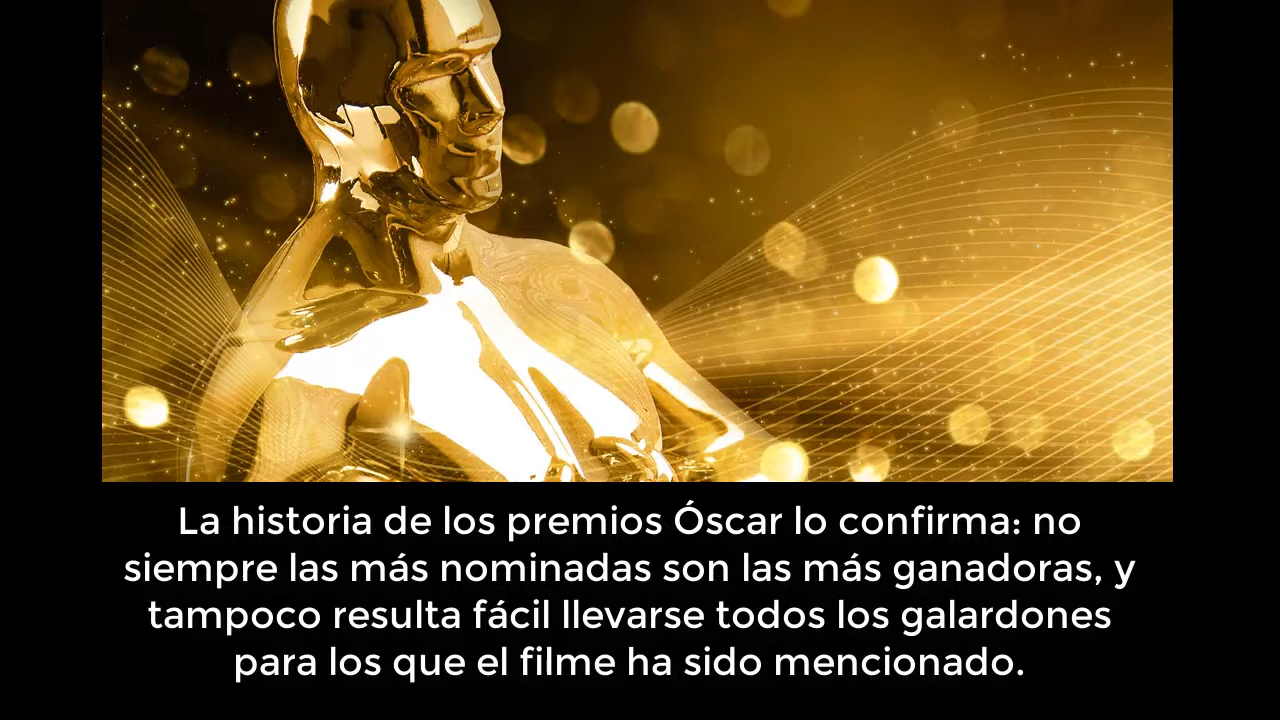 La historia de los premios Óscar lo confirma: no
siempre las más nominadas son las más ganadoras, y
tampoco resulta fácil llevarse todos los galardones
para los que el filme ha sido mencionado.